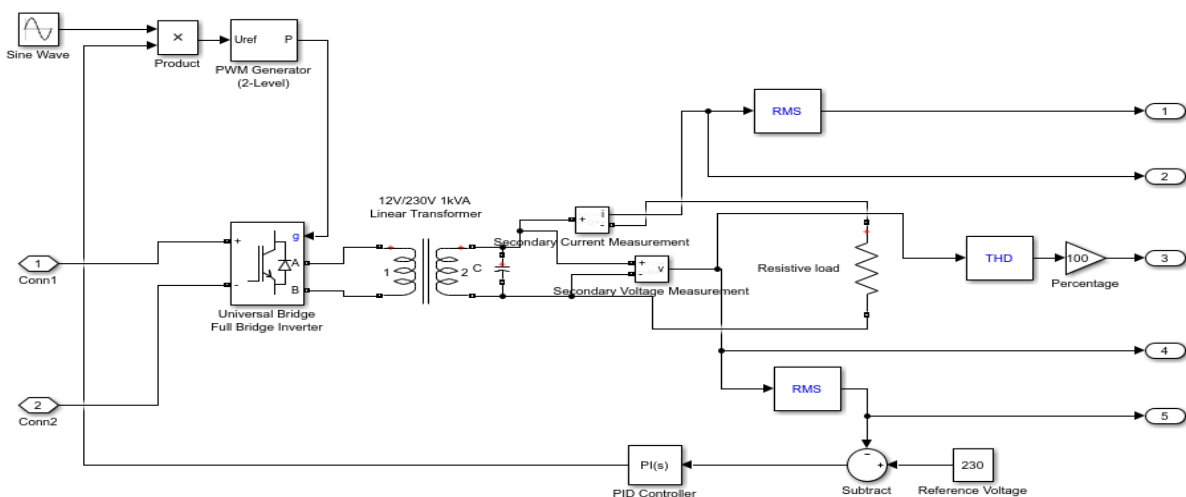 Sine Wave
×
Product
Uref
P
PWM Generator
(2-Level)
RMS
1
2
12V/230V 1kVA
Linear Transformer
+
i
-
Secondary Current Measurement
g
+
A
-
B
1
Conn1
1
2
C
+
-
v
Secondary Voltage Measurement
Resistive load
THD
100
Percentage
3
Universal Bridge
Full Bridge Inverter
4
2
Conn2
RMS
5
PI(s)
PID Controller
−
+
Subtract
230
Reference Voltage